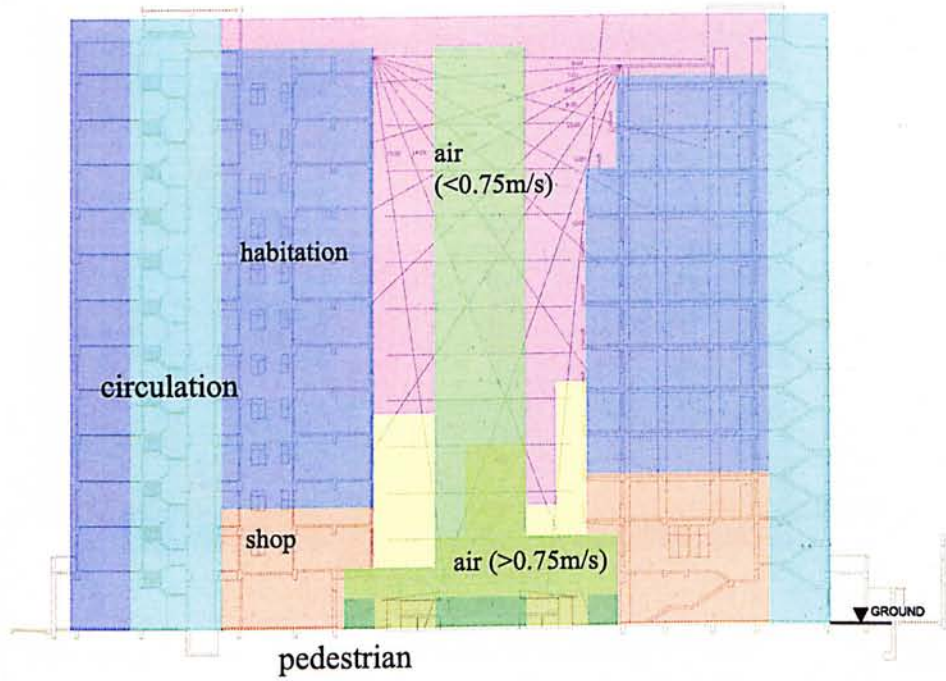 air
(<0.75m/s)
habitation
circulation
shop
air (>0.75m/s)
GROUND
pedestrian